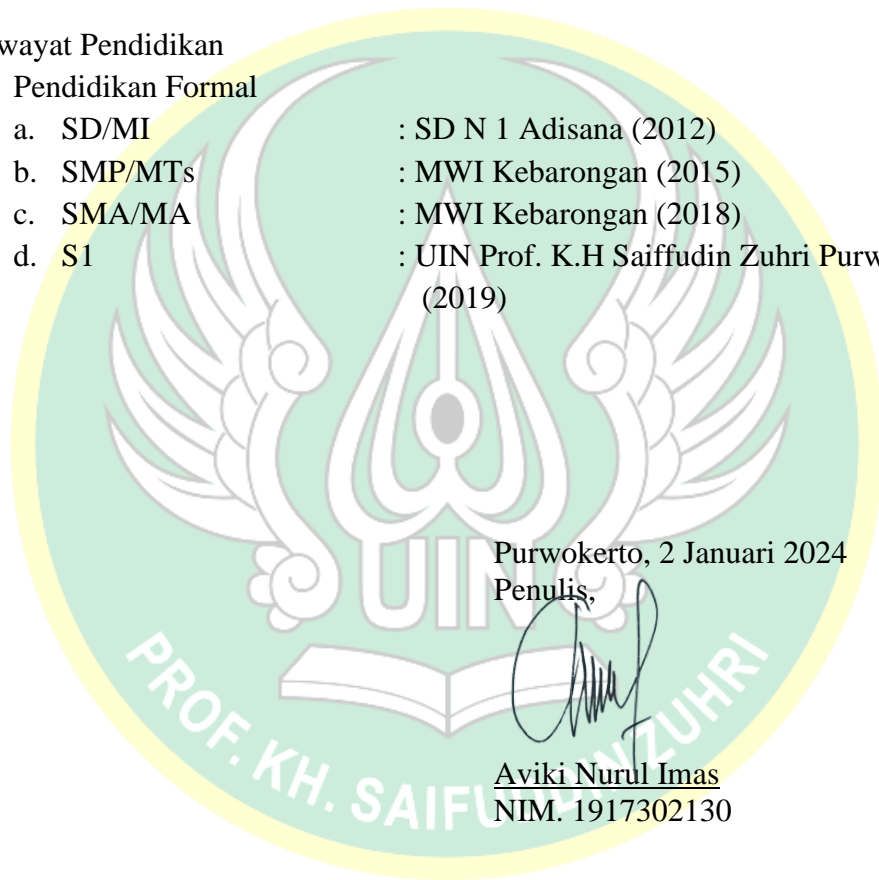 wayat Pendidikan
Pendidikan Formal
a. SD/MI : SD N 1 Adisana (2012)
b. SMP/MTs : MWI Kebarongan (2015)
c. SMA/MA : MWI Kebarongan (2018)
d. S1 : UIN Prof. K.H Saiffudin Zuhri Purw
(2019)
Purwokerto, 2 Januari 2024
Penulis,
Aviki Nurul Imas
NIM. 1917302130
UIN
PROF. KH. SAIFUDDIN ZUHRI